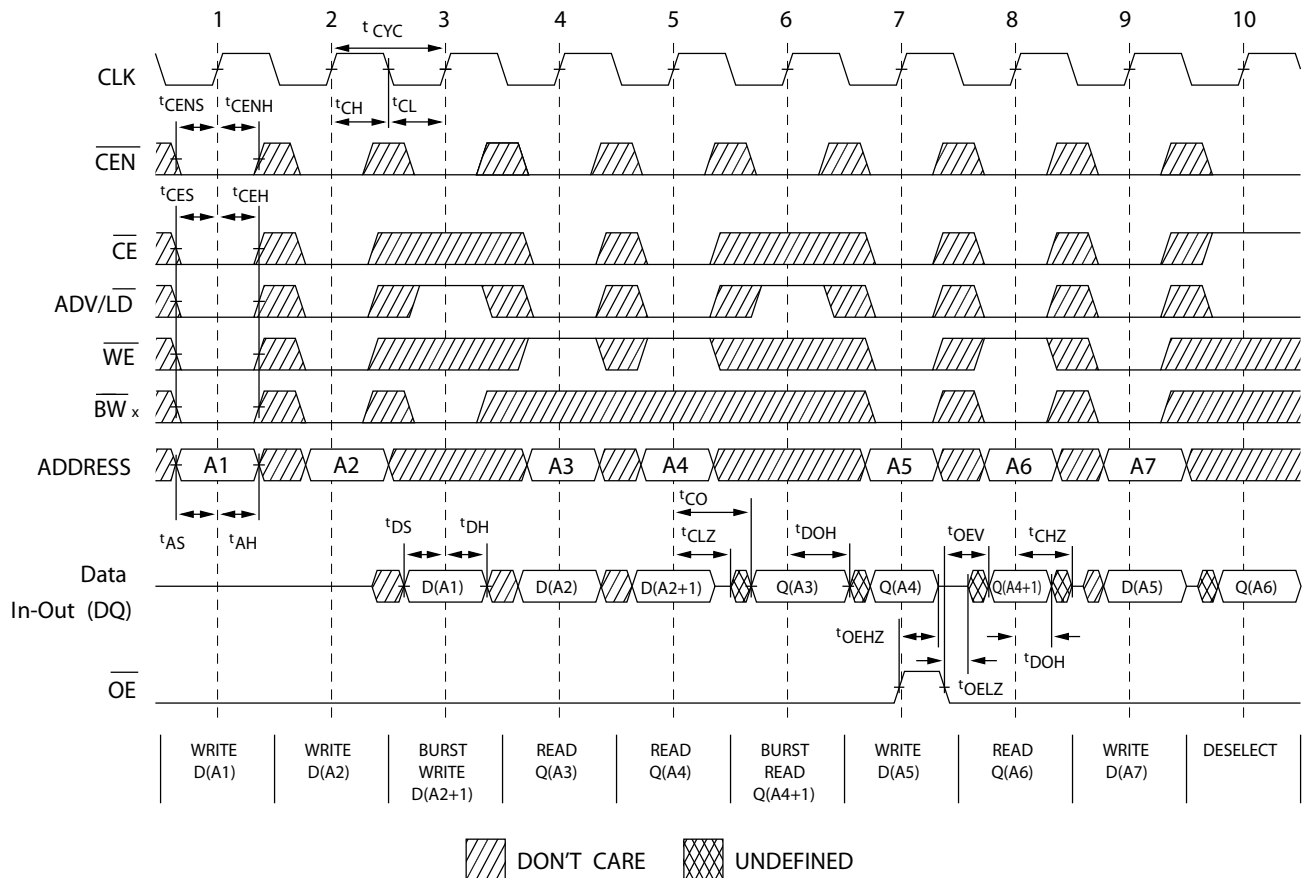 1 2 3 4 5 6 7 8 9 10
t CYC
CLK
tCENS tCENH tCH tCL
CEN
tCES tCEH
CE
ADV/LD
WE
BW x
ADDRESS A1 A2 A3 A4 A5 A6 A7
tCO
tAS tAH tDS tDH tCLZ tDOH tOEV tCHZ
Data
In-Out (DQ)
D(A1) D(A2) D(A2+1) Q(A3) Q(A4) Q(A4+1) D(A5) Q(A6)
tOEHZ tDOH
tOELZ
OE
WRITE
D(A1)
WRITE
D(A2)
BURST
WRITE
D(A2+1)
READ
Q(A3)
READ
Q(A4)
BURST
READ
Q(A4+1)
WRITE
D(A5)
READ
Q(A6)
WRITE
D(A7)
DESELECT
DON'T CARE UNDEFINED